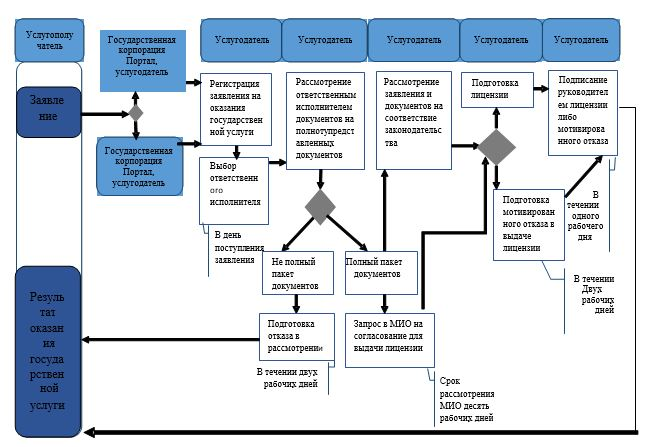 Услугополу
чатель
Государственная
корпорация
Портал,
услугодатель
Услугодатель
Услугодатель
Услугодатель
Услугодатель
Услугодатель
Заявле
ние
Государственная
корпорация
Портал,
услугодатель
Регистрация
заявления на
оказания
государствен
ной услуги
Выбор
ответственн
ого
исполнителя
В день
поступления
заявления
Рассмотрение
ответственным
исполнителем
документов на
полнотупредст
авленных
документов
Не полный
пакет
документов
Полный пакет
документов
Подготовка
отказа в
рассмотрении
В течении двух
рабочих дней
Рассмотрение
заявления и
документов на
соответствие
законодательс
тва
Запрос в МИО на
согласование для
выдачи лицензии
Срок
рассмотрения
МИО десять
рабочих дней
Подготовка
лицензии
Подготовка
мотивирован
ного отказа в
выдаче
лицензии
В течении
Двух
рабочих
дней
Подписание
руководител
ем лицензии
либо
мотивирова
нного отказа
В
течении
одного
рабочего
дня
Резуль
тат
оказан
ия
госуда
рствен
ной
услуги